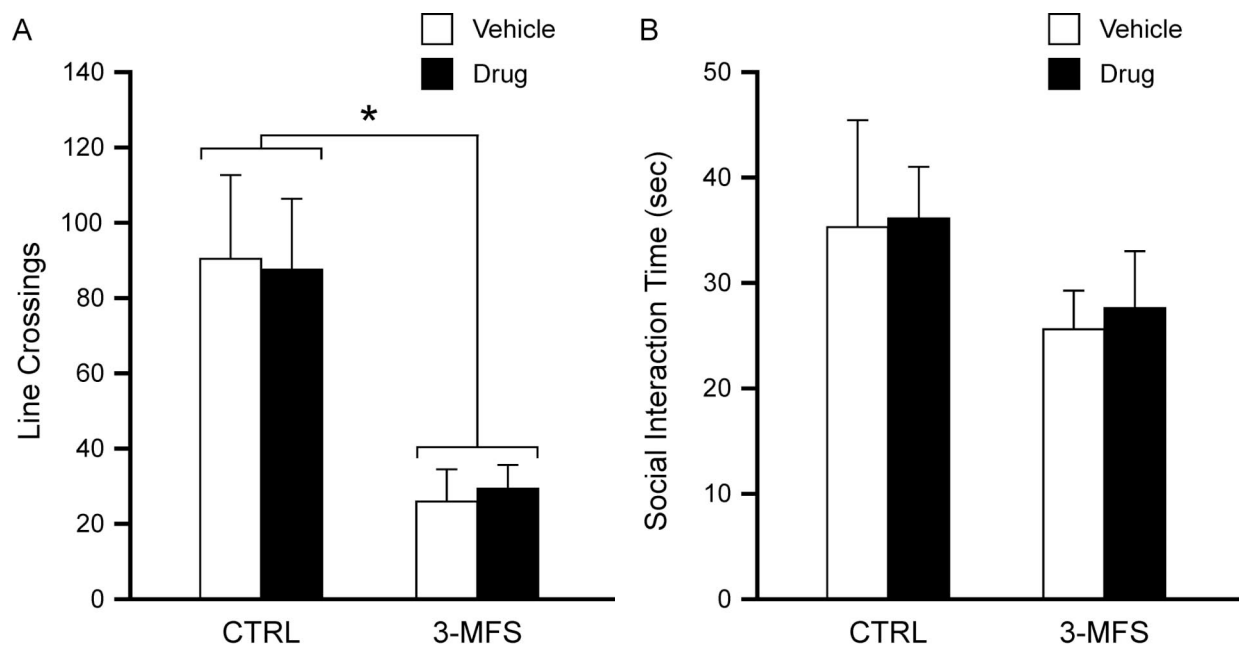 A
Vehicle
Drug
Line Crossings
140
120
100
80
60
40
20
0
*
CTRL
3-MFS
B
Vehicle
Drug
Social Interaction Time (sec)
50
40
30
20
10
0
CTRL
3-MFS